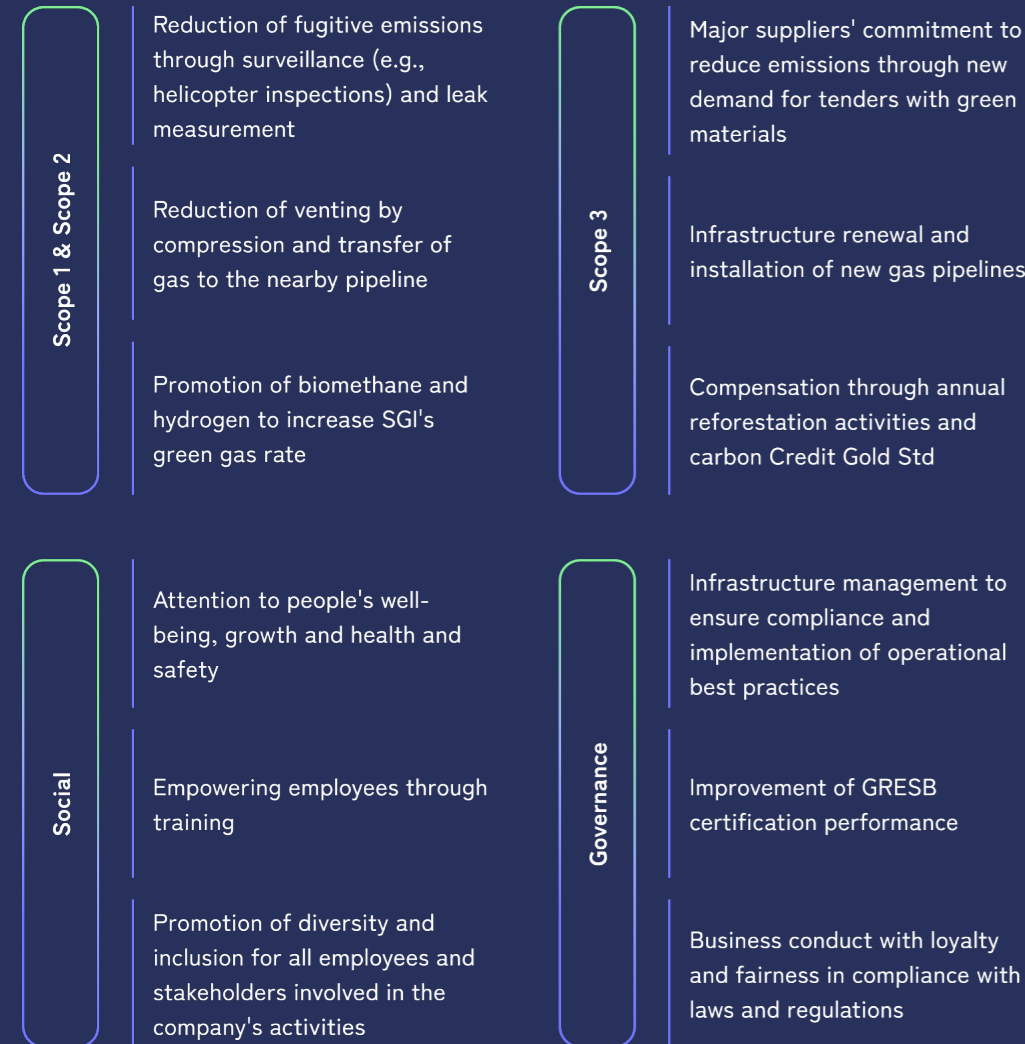 Scope 1 & Scope 2
Reduction of fugitive emissions
through surveillance (e.g.,
helicopter inspections) and leak
measurement
Reduction of venting by
compression and transfer of
gas to the nearby pipeline
Promotion of biomethane and
hydrogen to increase SGI's
green gas rate
Scope 3
Major suppliers' commitment to
reduce emissions through new
demand for tenders with green
materials
Infrastructure renewal and
installation of new gas pipelines
Compensation through annual
reforestation activities and
carbon Credit Gold Std
Social
Attention to people's well-
being, growth and health and
safety
Empowering employees through
training
Promotion of diversity and
inclusion for all employees and
stakeholders involved in the
company's activities
Governance
Infrastructure management to
ensure compliance and
implementation of operational
best practices
Improvement of GRESB
certification performance
Business conduct with loyalty
and fairness in compliance with
laws and regulations